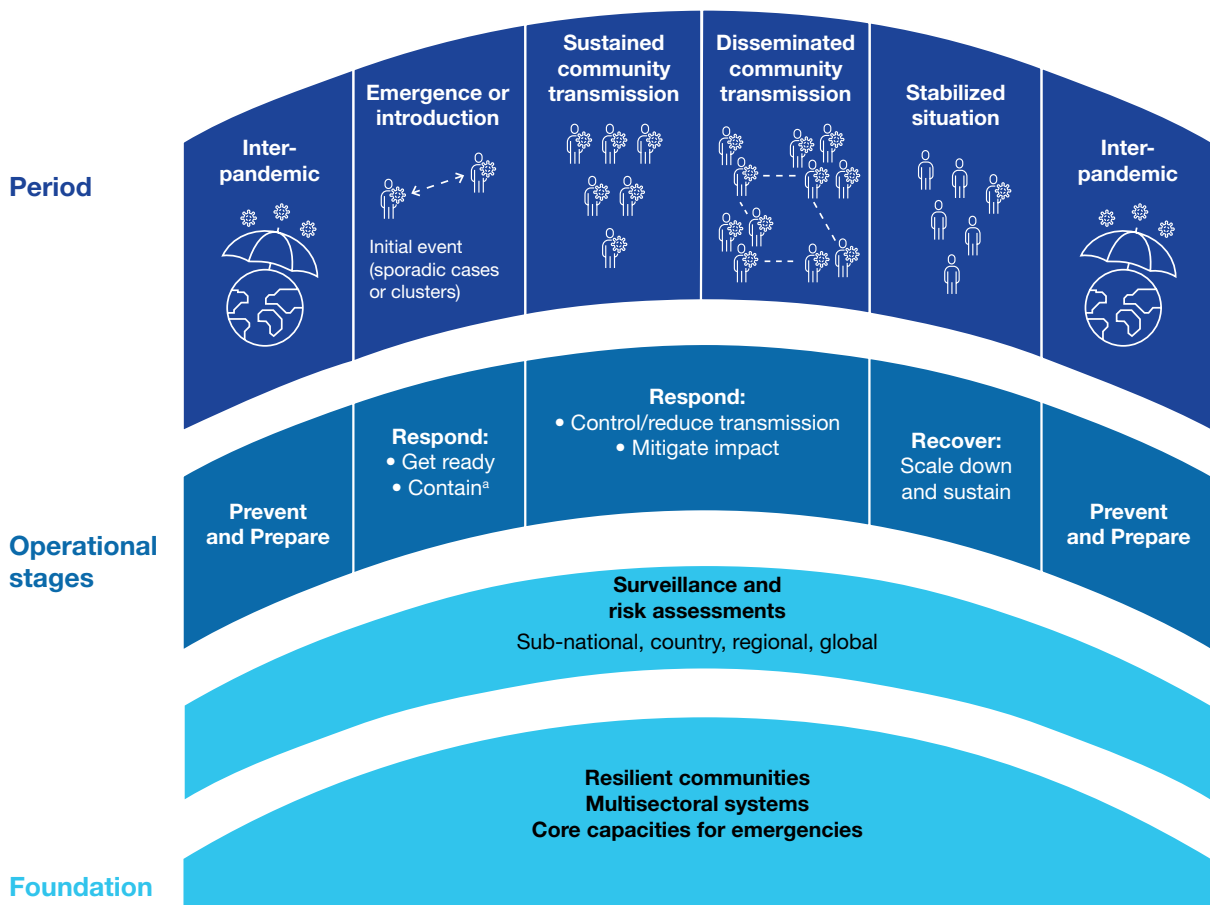 Period
Inter-
pandemic
Emergence or
introduction
Initial event
(sporadic cases
or clusters)
Sustained
community
transmission
Disseminated
community
transmission
Stabilized
situation
Inter-
pandemic
Operational
stages
Prevent
and Prepare
Respond:
• Get ready
• Containᵃ
Respond:
• Control/reduce transmission
• Mitigate impact
Recover:
Scale down
and sustain
Prevent
and Prepare
Surveillance and
risk assessments
Sub-national, country, regional, global
Foundation
Resilient communities
Multisectoral systems
Core capacities for emergencies